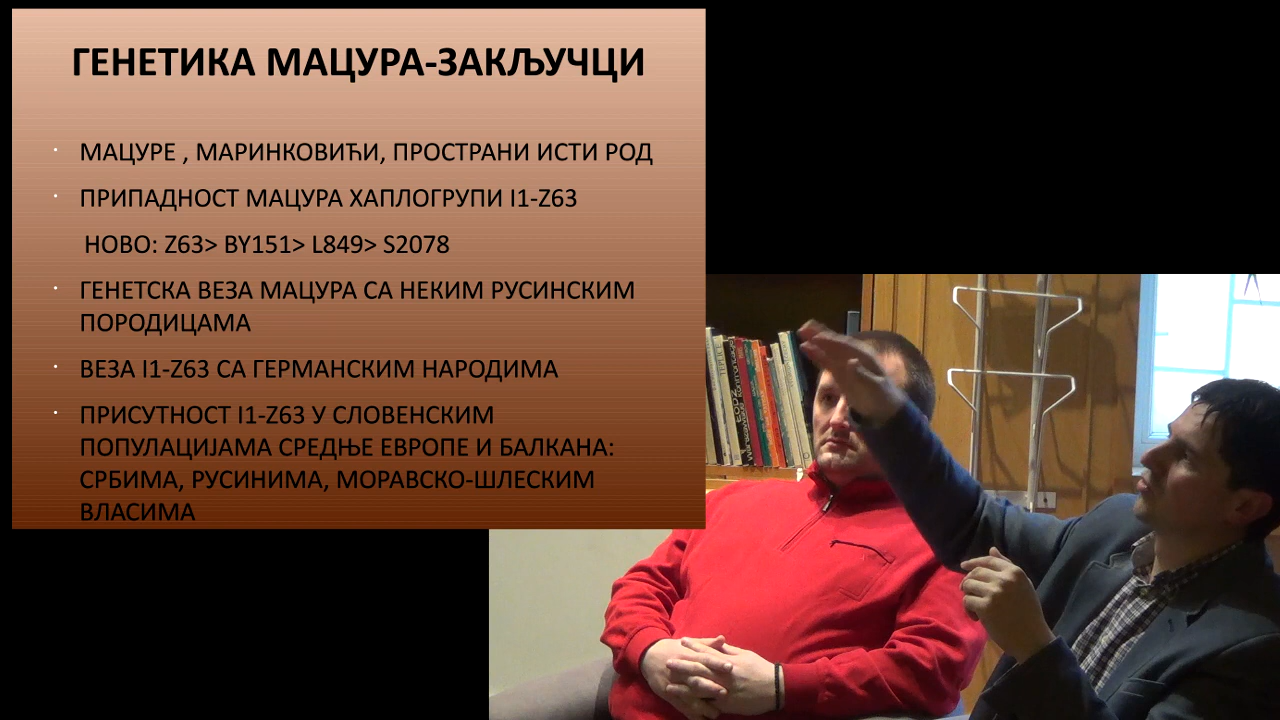 ГЕНЕТИКА МАЦУРА-ЗАКЉУЧЦИ
МАЦУРЕ , МАРИНКОВИЋИ, ПРОСТРАНИ ИСТИ РОД
ПРИПАДНОСТ МАЦУРА ХАПЛОГРУПИ I1-Z63
НОВО: Z63> BY151> L849> S2078
ГЕНЕТСКА ВЕЗА МАЦУРА СА НЕКИМ РУСИНСКИМ
ПОРОДИЦАМА
ВЕЗА I1-Z63 СА ГЕРМАНСКИМ НАРОДИМА
ПРИСУТНОСТ I1-Z63 У СЛОВЕНСКИМ
ПОПУЛАЦИЈАМА СРЕДЊЕ ЕВРОПЕ И БАЛКАНА:
СРБИМА, РУСИНИМА, МОРАВСКО-ШЛЕСКИМ
ВЛАСИМА